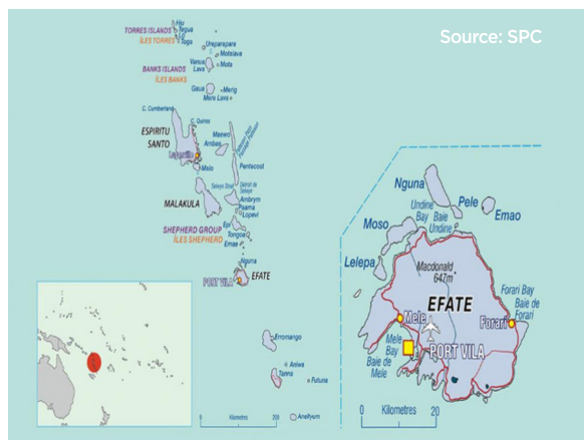 Source: SPC
Hiu
TORRES ISLANDS
Tegua
ÎLES TORRES
Toga
Ureparapara
Motalava
Vanua
Lava
Mota
BANKS ISLANDS
ÎLES BANKS
Gaua
Merig
Mere Lava
C. Cumberland
C. Quiros
ESPIRITU
SANTO
Maewo
Ambae
Malo
Pentecost
MALAKULA
Ambrym
Paama
Lopevi
Epi
SHEPHERD GROUP
ÎLES SHEPHERD
Tongoa
Emae
Nguna
EFATE
PORT VILA
Erromango
Aniwa
Tanna
Futuna
Anatyum
0
Kilometres
200
Nguna
Undine
Bay
Baie
Undine
Pele
Emao
Moso
Lelepa
Macdonald
647m
EFATE
Forari Bay
Baie de
Forari
Mele
Forari
Mele
Bay
Baie de
Mele
PORT VILA
0
Kilometres
20